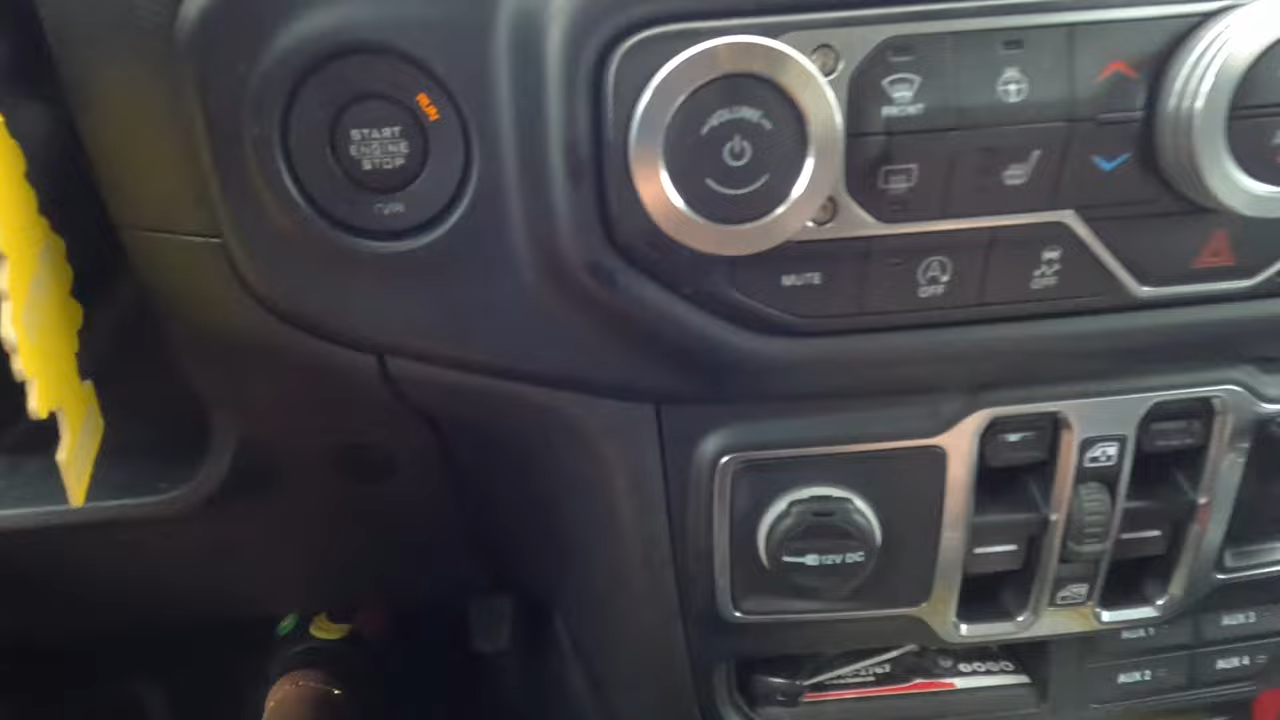 RUN
START
ENGINE
STOP
VOLUME
FRONT
MUTE
A
OFF
OFF
12V DC
AUX 1
AUX 3
AUX 2
AUX 4